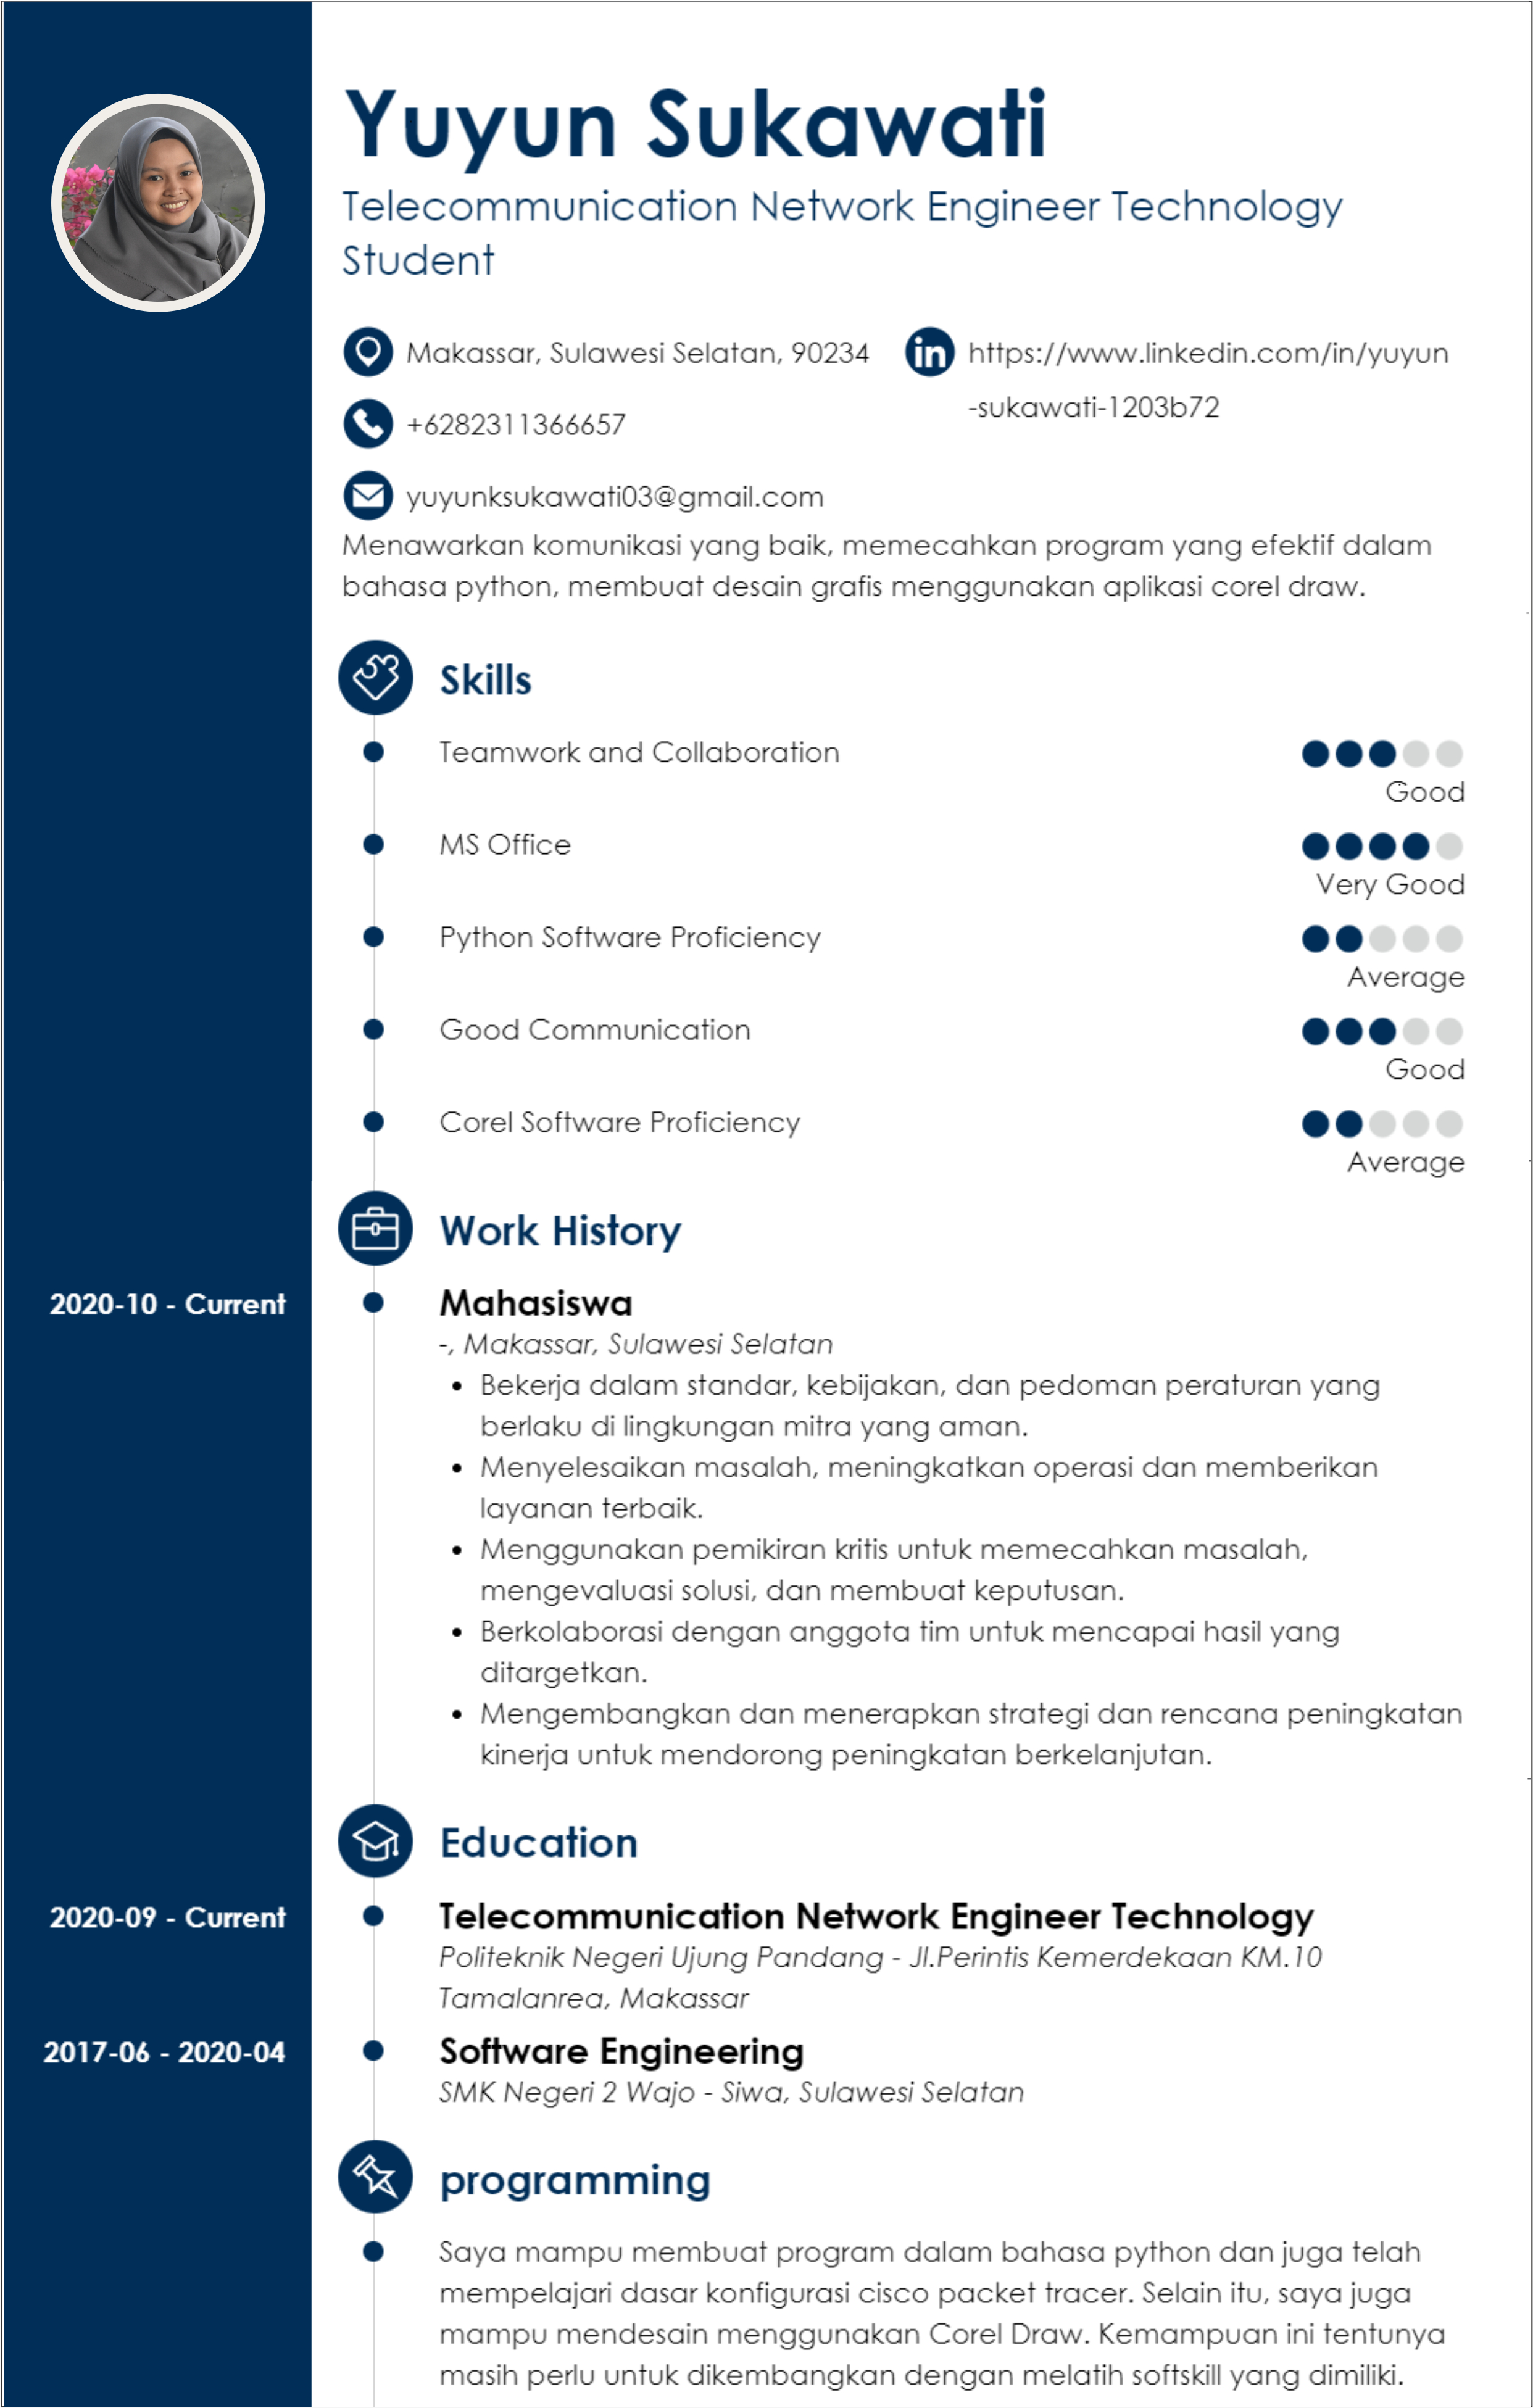 Yuyun Sukawati
Telecommunication Network Engineer Technology
Student
Makassar, Sulawesi Selatan, 90234
+6282311366657
yuyunksukawati03@gmail.com
https://www.linkedin.com/in/yuyun
-sukawati-1203b72
Menawarkan komunikasi yang baik, memecahkan program yang efektif dalam
bahasa python, membuat desain grafis menggunakan aplikasi corel draw.
Skills
Teamwork and Collaboration
Good
MS Office
Very Good
Python Software Proficiency
Average
Good Communication
Good
Corel Software Proficiency
Average
Work History
2020-10 - Current
Mahasiswa
-, Makassar, Sulawesi Selatan
• Bekerja dalam standar, kebijakan, dan pedoman peraturan yang
berlaku di lingkungan mitra yang aman.
• Menyelesaikan masalah, meningkatkan operasi dan memberikan
layanan terbaik.
• Menggunakan pemikiran kritis untuk memecahkan masalah,
mengevaluasi solusi, dan membuat keputusan.
• Berkolaborasi dengan anggota tim untuk mencapai hasil yang
ditargetkan.
• Mengembangkan dan menerapkan strategi dan rencana peningkatan
kinerja untuk mendorong peningkatan berkelanjutan.
Education
2020-09 - Current
Telecommunication Network Engineer Technology
Politeknik Negeri Ujung Pandang - Jl.Perintis Kemerdekaan KM.10
Tamalanrea, Makassar
2017-06 - 2020-04
Software Engineering
SMK Negeri 2 Wajo - Siwa, Sulawesi Selatan
programming
Saya mampu membuat program dalam bahasa python dan juga telah
mempelajari dasar konfigurasi cisco packet tracer. Selain itu, saya juga
mampu mendesain menggunakan Corel Draw. Kemampuan ini tentunya
masih perlu untuk dikembangkan dengan melatih softskill yang dimiliki.